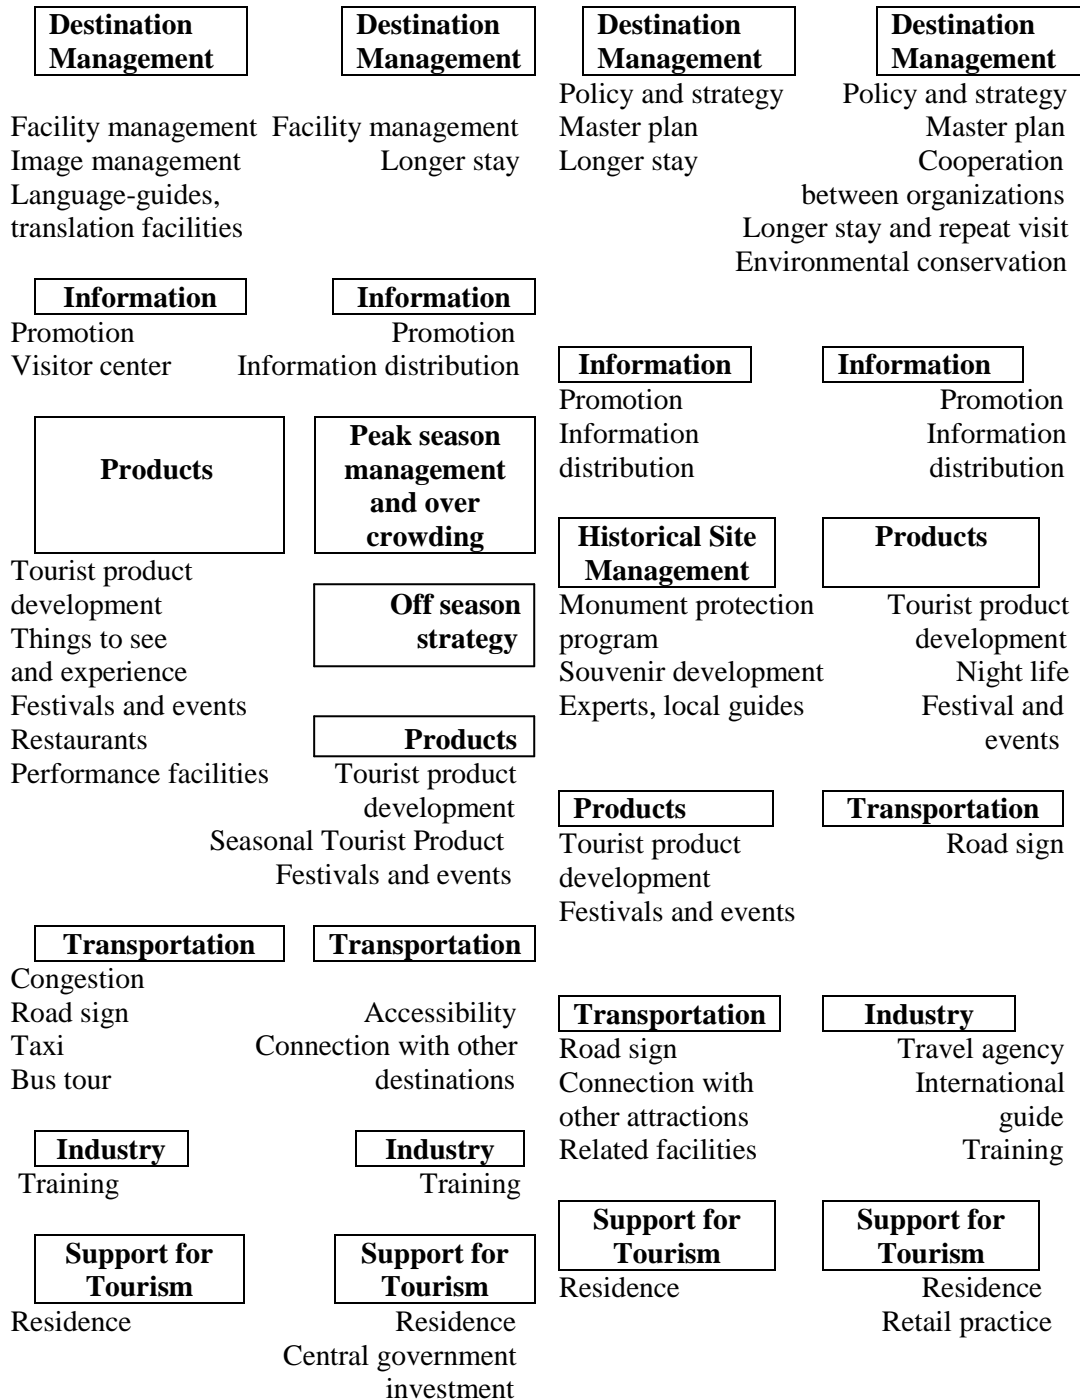 Destination
Management
Facility management
Image management
Language-guides,
translation facilities
Information
Promotion
Visitor center
Products
Tourist product
development
Things to see
and experience
Festivals and events
Restaurants
Performance facilities
Transportation
Congestion
Road sign
Taxi
Bus tour
Industry
Training
Support for
Tourism
Residence
Destination
Management
Facility management
Longer stay
Information
Promotion
Information distribution
Peak season
management
and over
crowding
Off season
strategy
Products
Tourist product
development
Seasonal Tourist Product
Festivals and events
Transportation
Accessibility
Connection with other
destinations
Industry
Training
Support for
Tourism
Residence
Central government
investment
Destination
Management
Policy and strategy
Master plan
Longer stay
Information
Promotion
Information
distribution
Historical Site
Management
Monument protection
program
Souvenir development
Experts, local guides
Products
Tourist product
development
Festivals and events
Transportation
Road sign
Connection with
other attractions
Related facilities
Support for
Tourism
Residence
Destination
Management
Policy and strategy
Master plan
Cooperation
between organizations
Longer stay and repeat visit
Environmental conservation
Information
Promotion
Information
distribution
Products
Tourist product
development
Night life
Festival and
events
Transportation
Road sign
Industry
Travel agency
International
guide
Training
Support for
Tourism
Residence
Retail practice